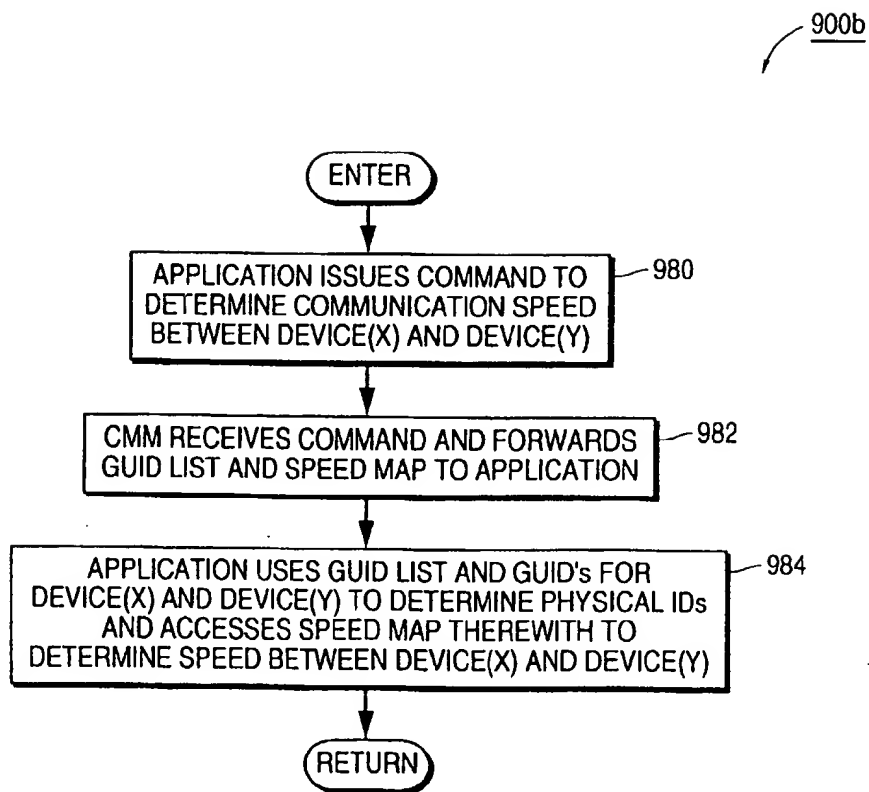 900b
ENTER
APPLICATION ISSUES COMMAND TO
DETERMINE COMMUNICATION SPEED
BETWEEN DEVICE(X) AND DEVICE(Y)
980
CMM RECEIVES COMMAND AND FORWARDS
GUID LIST AND SPEED MAP TO APPLICATION
982
APPLICATION USES GUID LIST AND GUID's FOR
DEVICE(X) AND DEVICE(Y) TO DETERMINE PHYSICAL IDs
AND ACCESSES SPEED MAP THEREWITH TO
DETERMINE SPEED BETWEEN DEVICE(X) AND DEVICE(Y)
984
RETURN